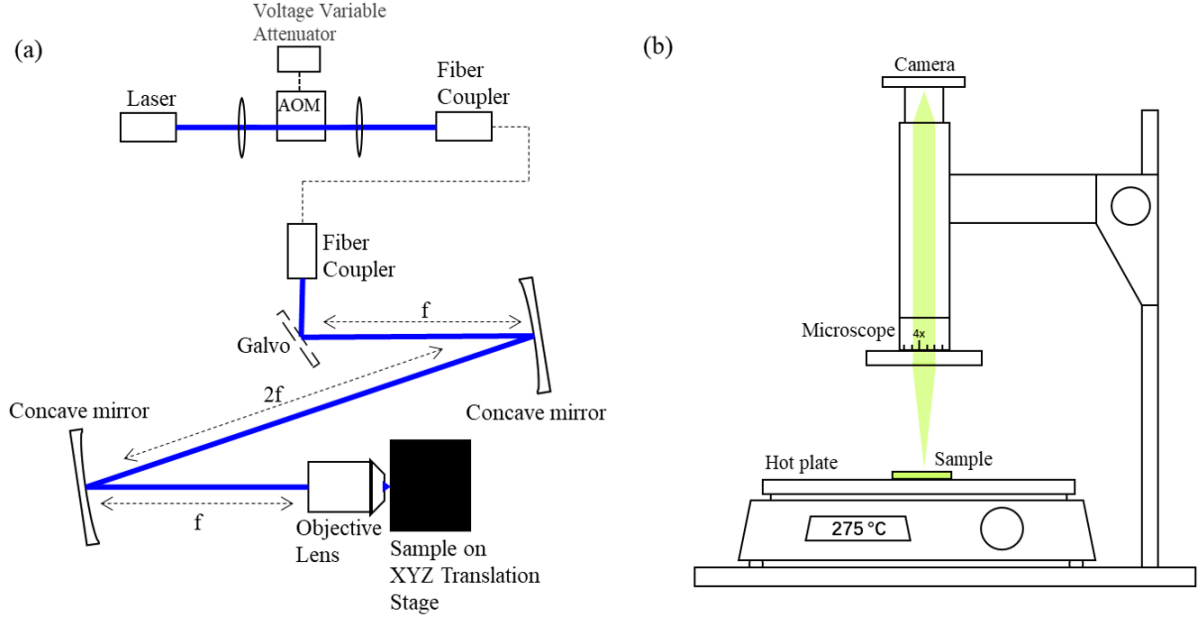 (a)
Voltage Variable
Attenuator
Laser
AOM
Fiber
Coupler
Fiber
Coupler
f
Galvo
2f
Concave mirror
Concave mirror
f
Objective
Lens
Sample on
XYZ Translation
Stage
(b)
Camera
Microscope
4x
Hot plate
Sample
275 °C